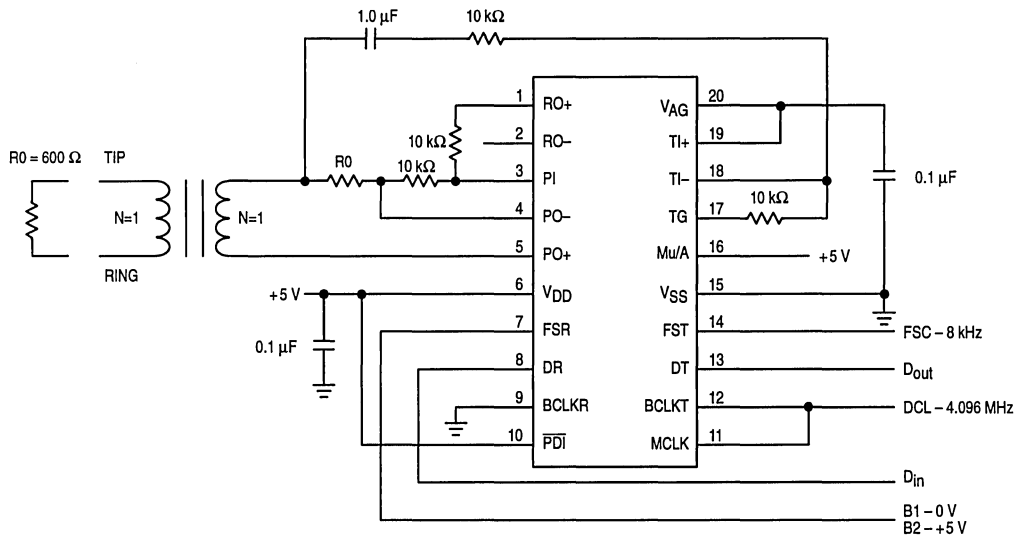 1.0 µF
10 kΩ
1
RO+
VAG
20
10 kΩ
2
RO–
TI+
19
R0 = 600 Ω
TIP
R0
10 kΩ
3
PI
TI–
18
0.1 µF
10 kΩ
N=1
N=1
4
PO–
TG
17
5
PO+
Mu/A
16
+5 V
RING
+5 V
6
VDD
VSS
15
7
FSR
FST
14
FSC – 8 kHz
0.1 µF
8
DR
DT
13
Dout
9
BCLKR
BCLKT
12
DCL – 4.096 MHz
10
PDI
MCLK
11
Din
B1 – 0 V
B2 – +5 V